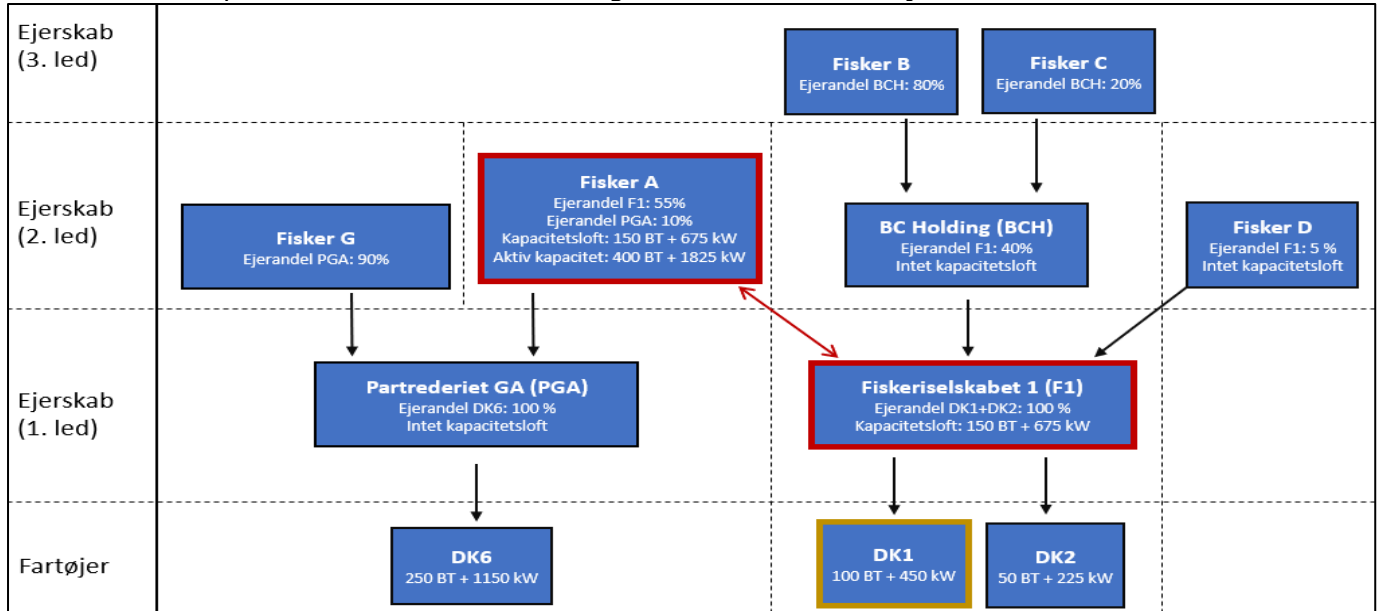 Ejerskab
(3. led)
Fisker B
Ejerandel BCH: 80%
Fisker C
Ejerandel BCH: 20%
Ejerskab
(2. led)
Fisker G
Ejerandel PGA: 90%
Fisker A
Ejerandel F1: 55%
Ejerandel PGA: 10%
Kapacitetsloft: 150 BT + 675 kW
Aktiv kapacitet: 400 BT + 1825 kW
BC Holding (BCH)
Ejerandel F1: 40%
Intet kapacitetsloft
Fisker D
Ejerandel F1: 5 %
Intet kapacitetsloft
Ejerskab
(1. led)
Partrederiet GA (PGA)
Ejerandel DK6: 100 %
Intet kapacitetsloft
Fiskeriselskabet 1 (F1)
Ejerandel DK1+DK2: 100 %
Kapacitetsloft: 150 BT + 675 kW
Fartøjer
DK6
250 BT + 1150 kW
DK1
100 BT + 450 kW
DK2
50 BT + 225 kW